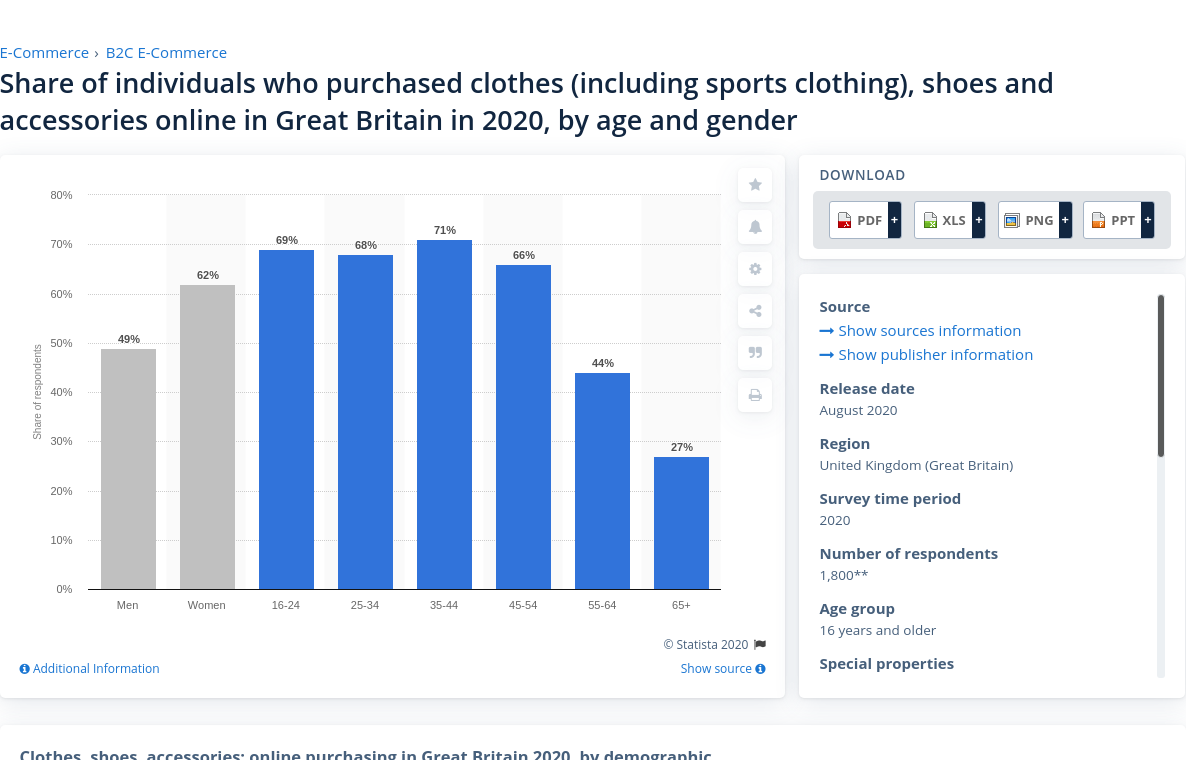 E-Commerce › B2C E-Commerce
Share of individuals who purchased clothes (including sports clothing), shoes and
accessories online in Great Britain in 2020, by age and gender
80%
70%
60%
50%
40%
30%
20%
10%
0%
Share of respondents
49%
62%
69%
68%
71%
66%
44%
27%
Men
Women
16-24
25-34
35-44
45-54
55-64
65+
© Statista 2020
Additional Information
Show source
DOWNLOAD
PDF +
XLS +
PNG +
PPT +
Source
Show sources information
Show publisher information
Release date
August 2020
Region
United Kingdom (Great Britain)
Survey time period
2020
Number of respondents
1,800**
Age group
16 years and older
Special properties
Clothes, shoes, accessories: online purchasing in Great Britain 2020, by demographic